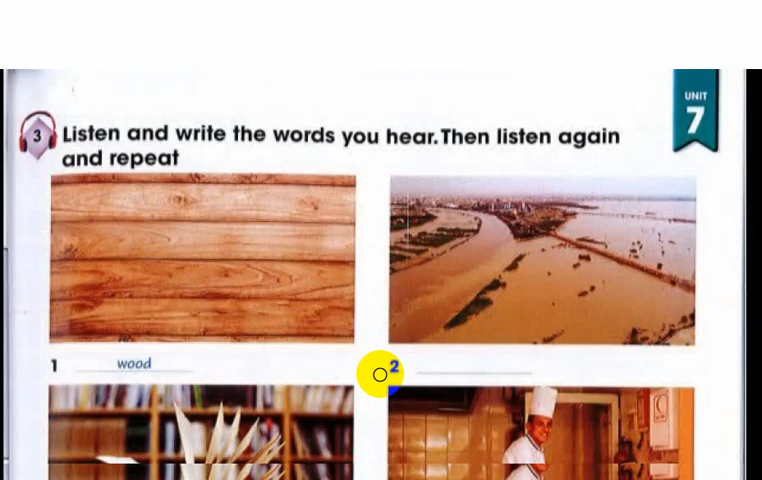 UNIT
7
3 Listen and write the words you hear. Then listen again
and repeat
1 wood
2